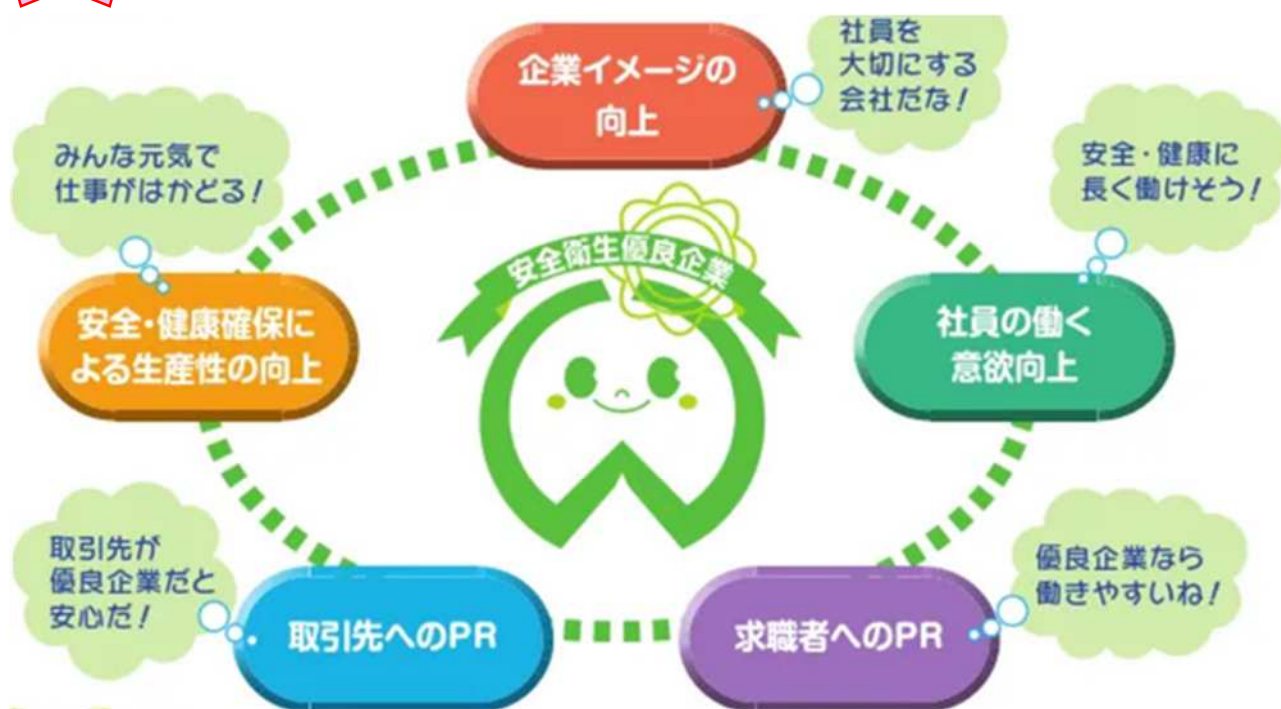 企業イメージの
向上
社員を
大切にする
会社だな!
安全・健康に
長く働けそう!
社員の働く
意欲向上
優良企業なら
働きやすいね!
求職者へのPR
取引先へのPR
取引先が
優良企業だと
安心だ!
安全・健康確保に
よる生産性の向上
みんな元気で
仕事がはかどる!
安全衛生優良企業